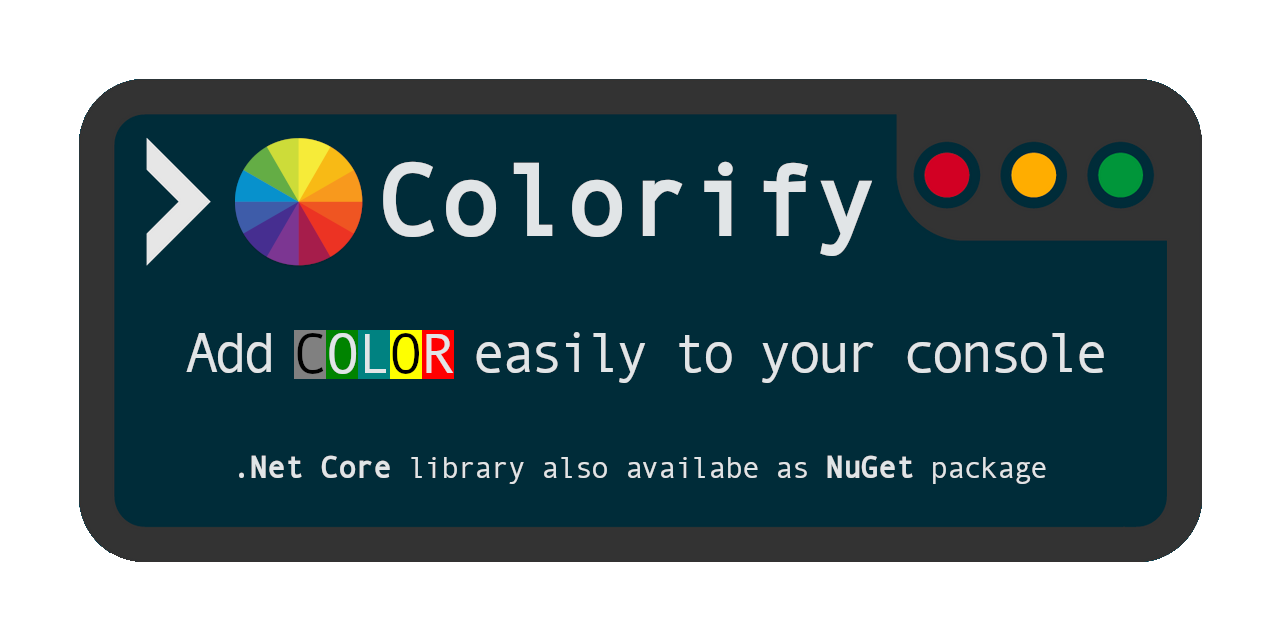 Colorify
Add COLOR easily to your console
.Net Core library also availabe as NuGet package